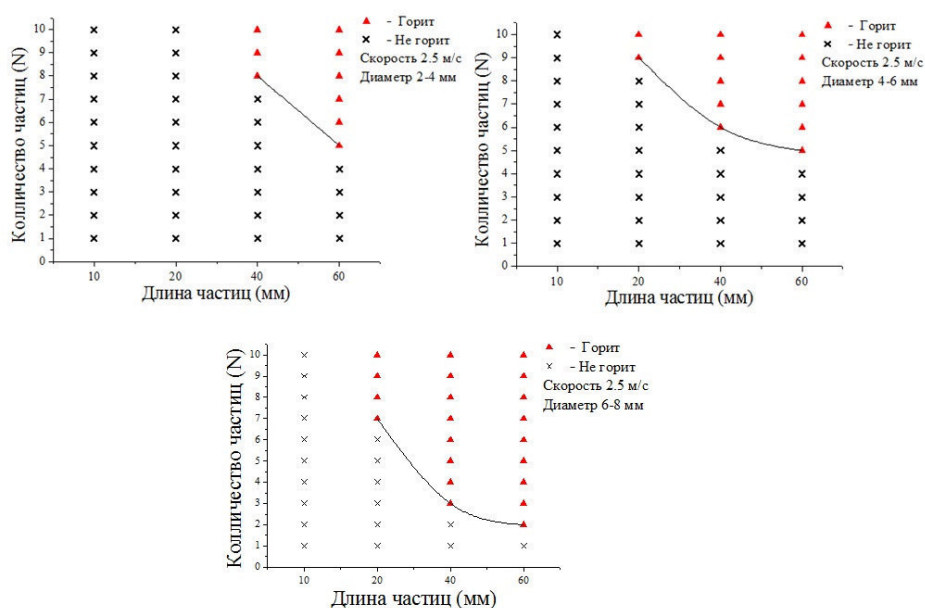 Колличество частиц (N)
10
9
8
7
6
5
4
3
2
1
0
10
20
40
60
Длина частиц (мм)
- Горит
- Не горит
Скорость 2.5 м/с
Диаметр 2-4 мм
Колличество частиц (N)
10
9
8
7
6
5
4
3
2
1
0
10
20
40
60
Длина частиц (мм)
- Горит
- Не горит
Скорость 2.5 м/с
Диаметр 4-6 мм
Колличество частиц (N)
10
9
8
7
6
5
4
3
2
1
0
10
20
40
60
Длина частиц (мм)
- Горит
- Не горит
Скорость 2.5 м/с
Диаметр 6-8 мм